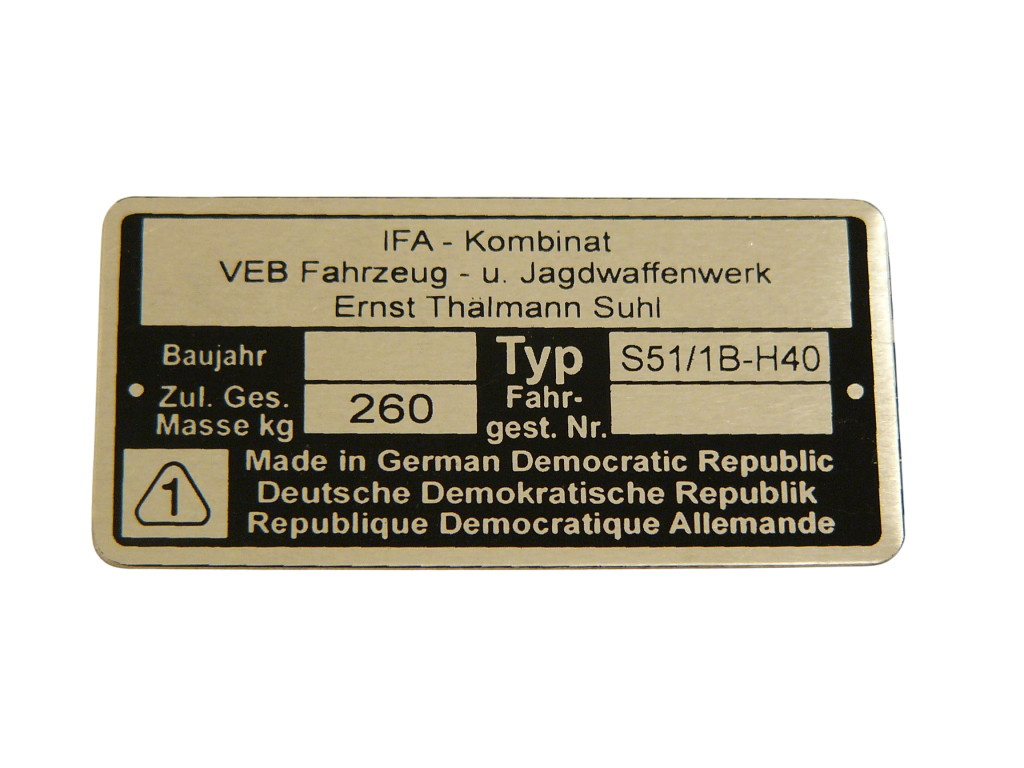 IFA - Kombinat
VEB Fahrzeug - u. Jagdwaffenwerk
Ernst Thälmann Suhl
Baujahr
Typ S51/1B-H40
Zul. Ges.
Masse kg 260
Fahr-
gest. Nr.
1
Made in German Democratic Republic
Deutsche Demokratische Republik
Republique Democratique Allemande